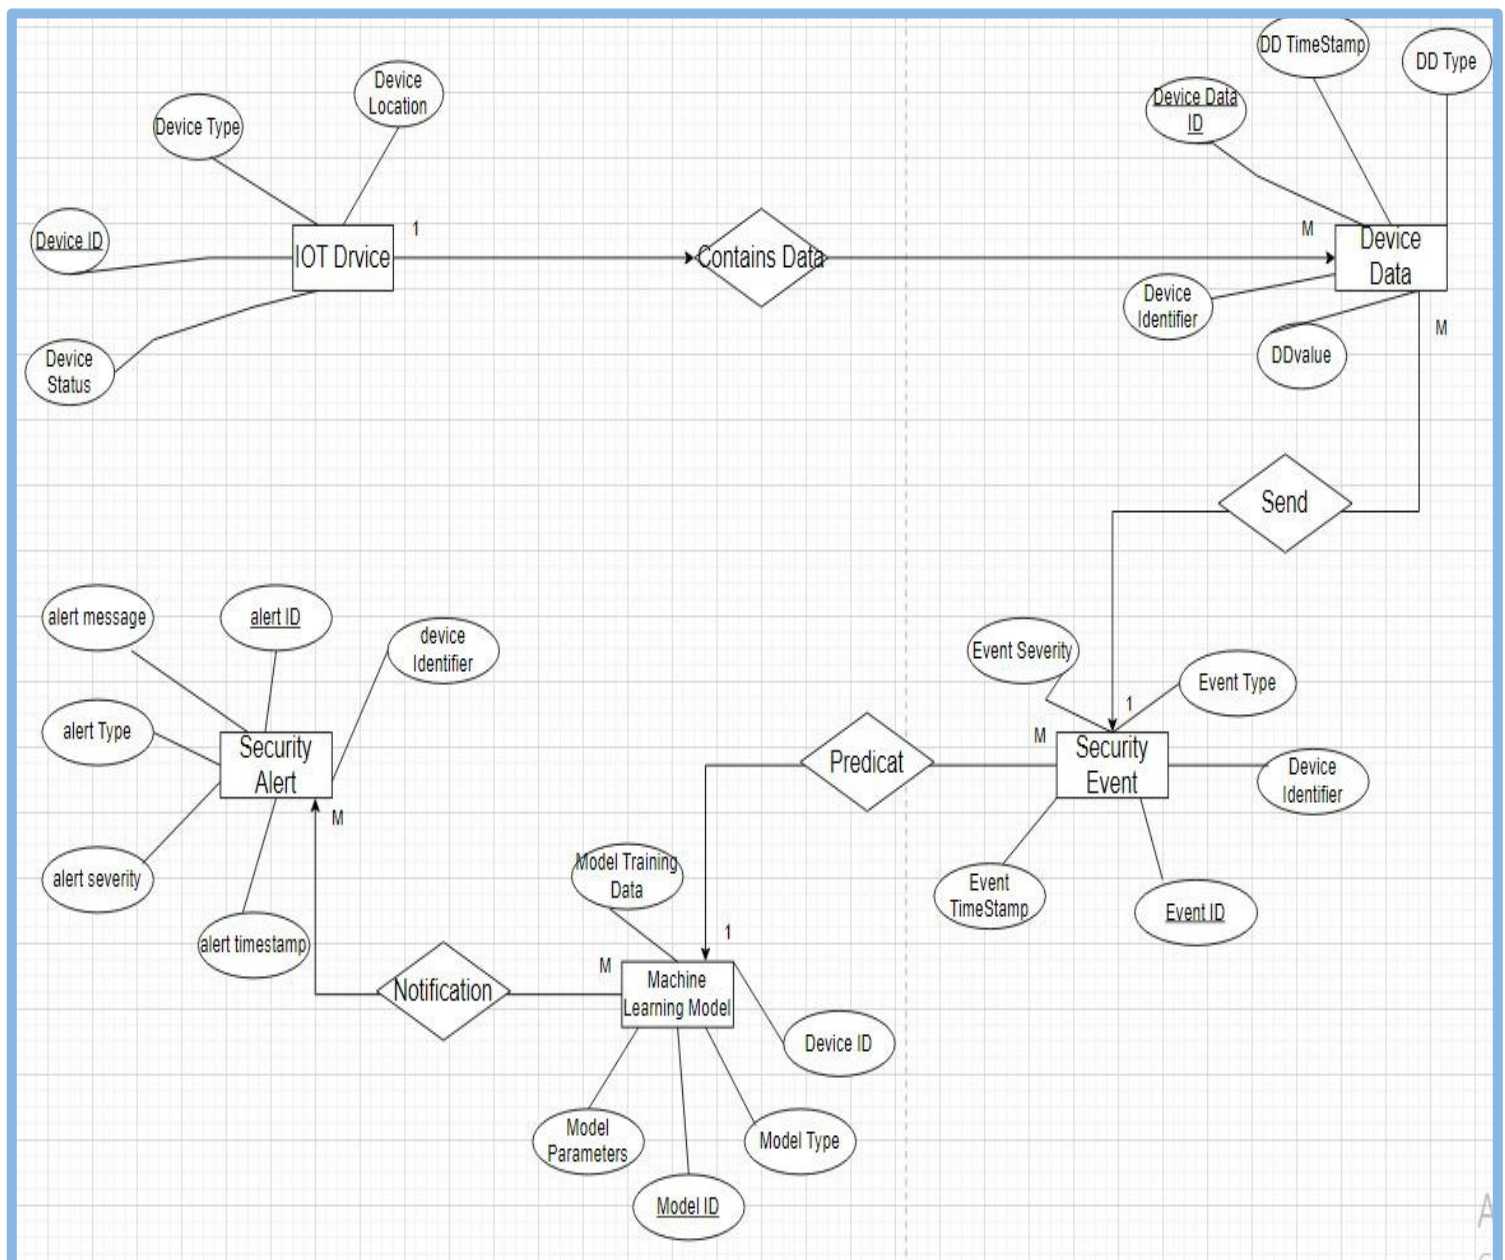 Device
Location
Device Type
Device ID
IOT Drvice
1
Device
Status
Contains Data
DD TimeStamp
DD Type
Device Data
ID
M
Device
Data
Device
Identifier
DDvalue
M
Send
alert message
alert ID
device
Identifier
alert Type
Security
Alert
M
alert severity
alert timestamp
Notification
Event Severity
Event Type
1
M
Security
Event
Device
Identifier
Event
TimeStamp
Event ID
Predicat
Model Training
Data
1
M
Machine
Learning Model
Device ID
Model
Parameters
Model Type
Model ID
A